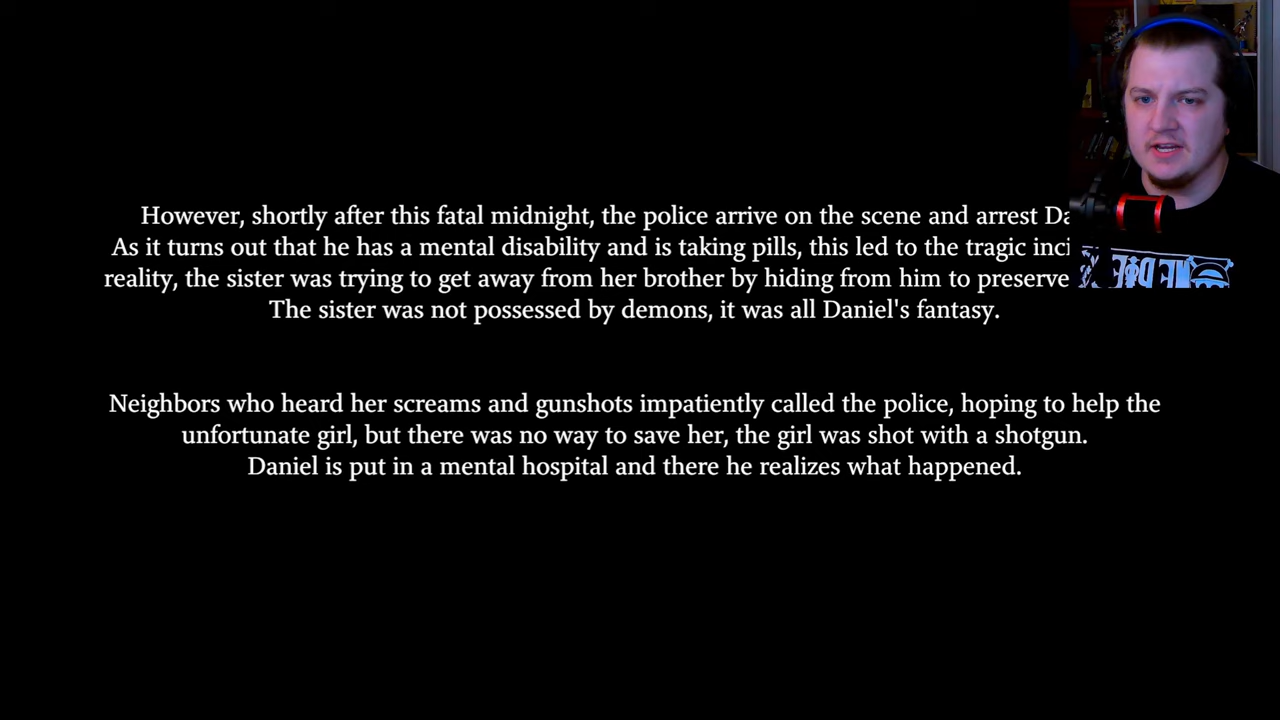 However, shortly after this fatal midnight, the police arrive on the scene and arrest
As it turns out that he has a mental disability and is taking pills, this led to the tragic
reality, the sister was trying to get away from her brother by hiding from him to preserve
The sister was not possessed by demons, it was all Daniel's fantasy.
Neighbors who heard her screams and gunshots impatiently called the police, hoping to help the
unfortunate girl, but there was no way to save her, the girl was shot with a shotgun.
Daniel is put in a mental hospital and there he realizes what happened.